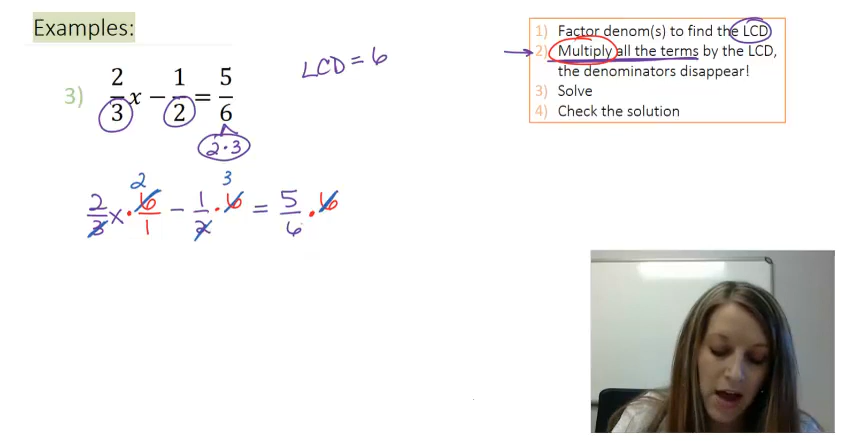 Examples:
3) 2/3 x − 1/2 = 5/6
2·3
LCD = 6
1) Factor denom(s) to find the LCD
2) Multiply all the terms by the LCD,
the denominators disappear!
3) Solve
4) Check the solution
2 3
2/3 x · 6/1 − 1/2 · 6 = 5/6 · 6